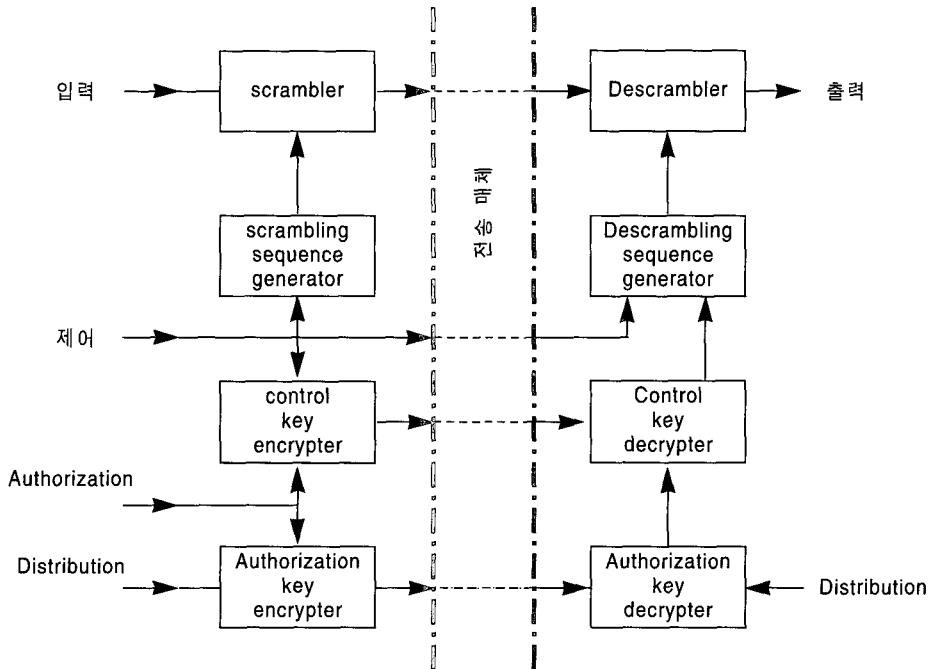 입력
scrambler
Descrambler
출력
전송 매체
scrambling
sequence
generator
Descrambling
sequence
generator
제어
control
key
encrypter
Control
key
decrypter
Authorization
Distribution
Authorization
key
encrypter
Authorization
key
decrypter
Distribution